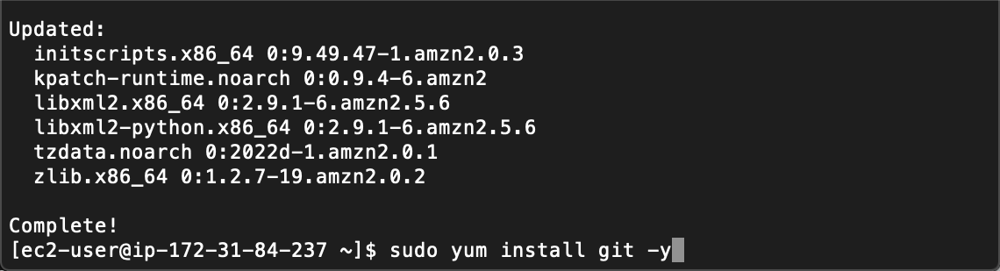 Updated:
initscripts.x86_64 0:9.49.47-1.amzn2.0.3
kpatch-runtime.noarch 0:0.9.4-6.amzn2
libxml2.x86_64 0:2.9.1-6.amzn2.5.6
libxml2-python.x86_64 0:2.9.1-6.amzn2.5.6
tzdata.noarch 0:2022d-1.amzn2.0.1
zlib.x86_64 0:1.2.7-19.amzn2.0.2
Complete!
[ec2-user@ip-172-31-84-237 ~]$ sudo yum install git -y